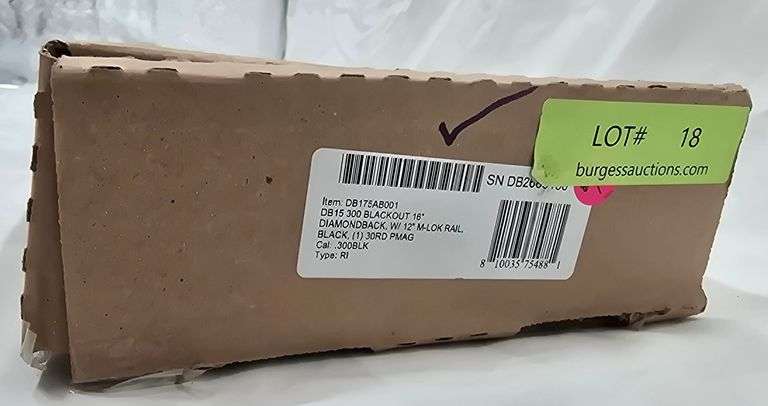 LOT# 18
burgessauctions.com
SN
Item: DB175AB001
DB15 300 BLACKOUT 16"
DIAMONDBACK, W/ 12" M-LOK RAIL,
BLACK, (1) 30RD PMAG
Cal: .300BLK
Type: RI
8 10035 75488 1